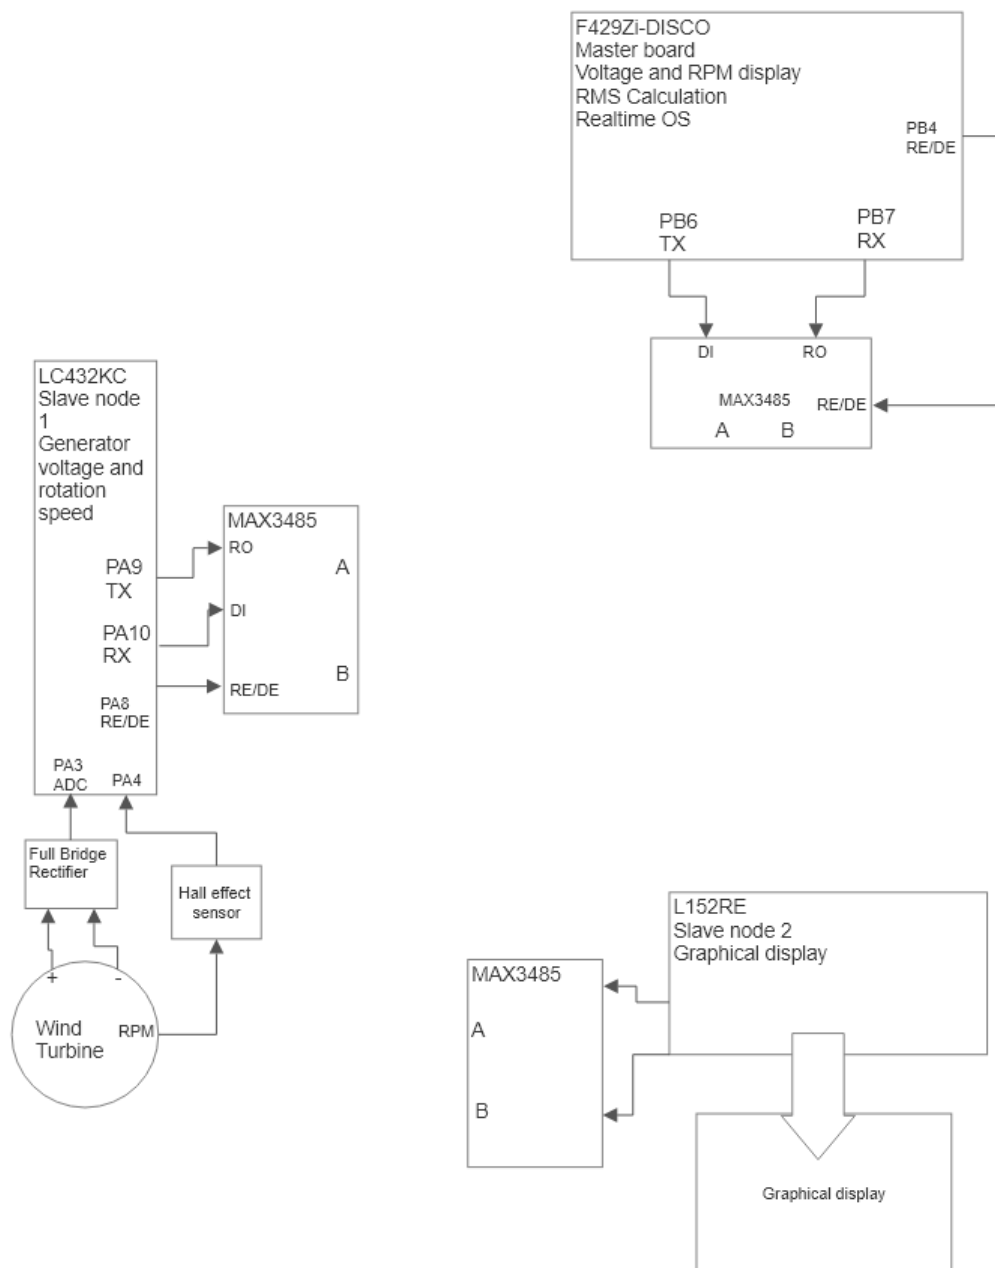 F429Zi-DISCO
Master board
Voltage and RPM display
RMS Calculation
Realtime OS
PB4
RE/DE
PB6
TX
PB7
RX
DI
RO
MAX3485
RE/DE
A
B
LC432KC
Slave node
1
Generator
voltage and
rotation
speed
PA9
TX
PA10
RX
PA8
RE/DE
PA3
ADC
PA4
MAX3485
RO
A
DI
B
RE/DE
Full Bridge
Rectifier
Hall effect
sensor
+
-
Wind
Turbine
RPM
L152RE
Slave node 2
Graphical display
MAX3485
A
B
Graphical display